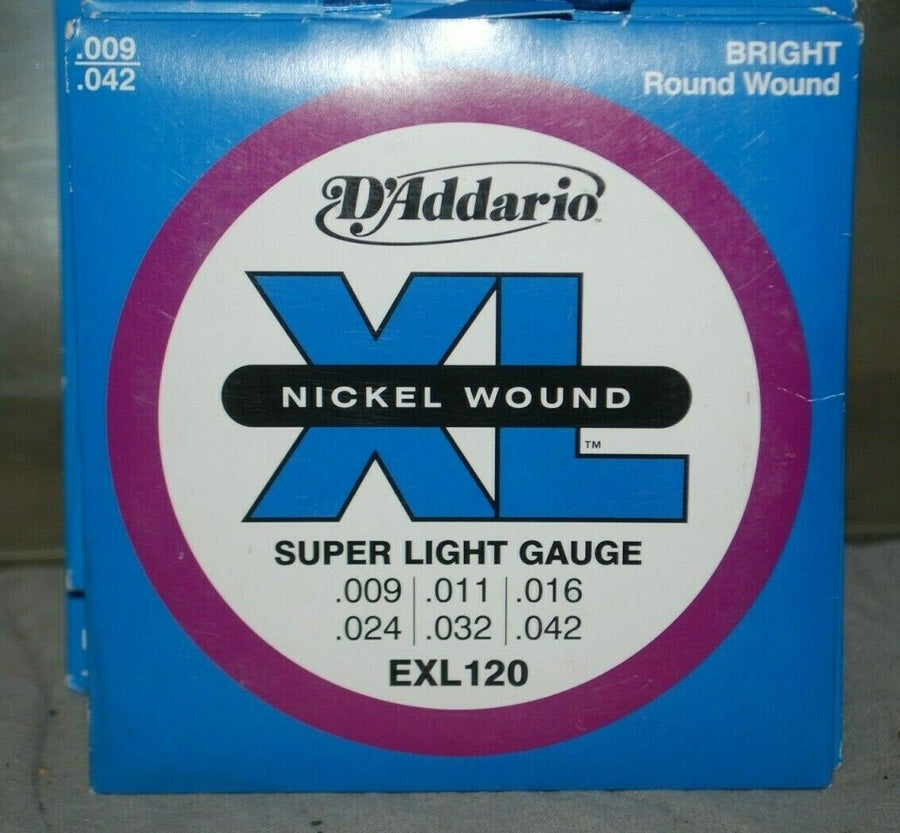 .009
.042
BRIGHT
Round Wound
D'Addario
XL
NICKEL WOUND
TM
SUPER LIGHT GAUGE
.009 .011 .016
.024 .032 .042
EXL120